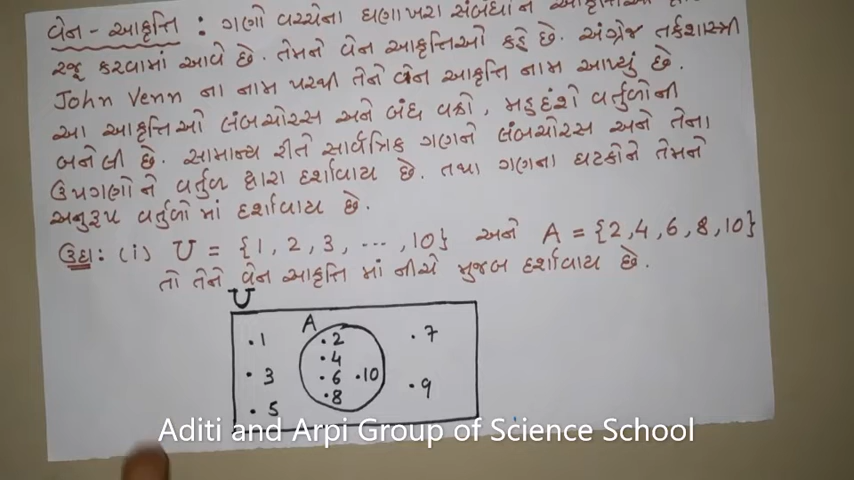 વેન - આકૃતિ : ગણો વચ્ચેના ઘણાખરા સંબંધોને આકૃતિઓ
રજૂ કરવામાં આવે છે. તેમને વેન આકૃતિઓ કહે છે. અંગ્રેજ તર્કશાસ્ત્રી
John Venn ના નામ પરથી તેને વેન આકૃતિ નામ આપ્યું છે.
આ આકૃતિઓ લંબચોરસ અને બંધ વક્રો, મહદ્અંશે વર્તુળોની
બનેલી છે. સામાન્ય રીતે સાર્વત્રિક ગણને લંબચોરસ અને તેના
ઉપગણોને વર્તુળ દ્વારા દર્શાવાય છે. તથા ગણના ઘટકોને તેમને
અનુરૂપ વર્તુળોમાં દર્શાવાય છે.
ઉદા: (i) U = {1, 2, 3, ..., 10} અને A = {2, 4, 6, 8, 10}
તો તેને વેન આકૃતિ માં નીચે મુજબ દર્શાવાય છે.
U
A
.1 .2 .7
.4
.3 .6 .10 .9
.8
.5
Aditi and Arpi Group of Science School